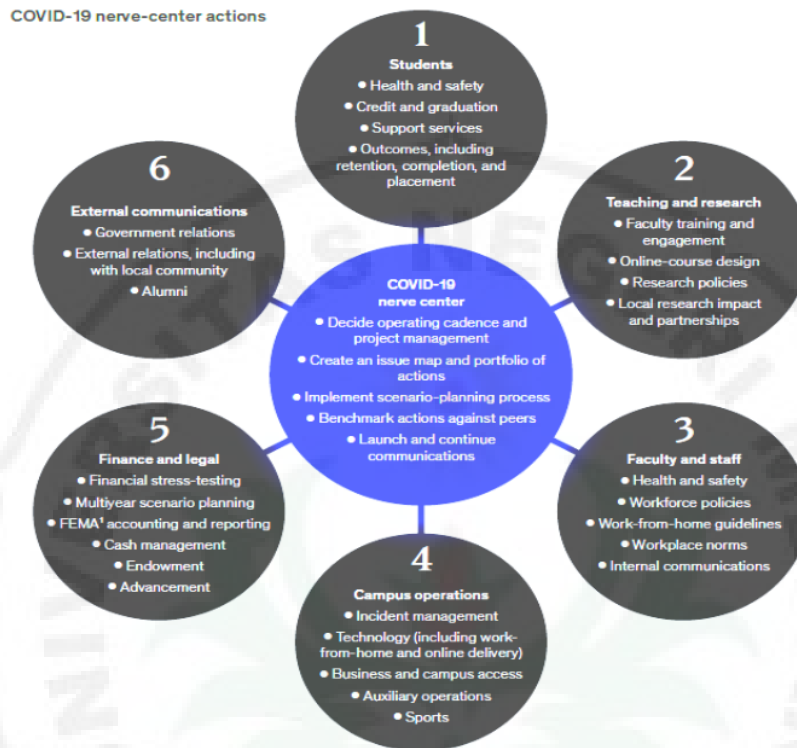 COVID-19 nerve-center actions
1
Students
● Health and safety
● Credit and graduation
● Support services
● Outcomes, including
retention, completion, and
placement
2
Teaching and research
● Faculty training and
engagement
● Online-course design
● Research policies
● Local research impact
and partnerships
3
Faculty and staff
● Health and safety
● Workforce policies
● Work-from-home guidelines
● Workplace norms
● Internal communications
4
Campus operations
● Incident management
● Technology (including work-
from-home and online delivery)
● Business and campus access
● Auxiliary operations
● Sports
5
Finance and legal
● Financial stress-testing
● Multiyear scenario planning
● FEMA¹ accounting and reporting
● Cash management
● Endowment
● Advancement
6
External communications
● Government relations
● External relations, including
with local community
● Alumni
COVID-19
nerve center
● Decide operating cadence and
project management
● Create an issue map and portfolio of
actions
● Implement scenario-planning process
● Benchmark actions against peers
● Launch and continue
communications